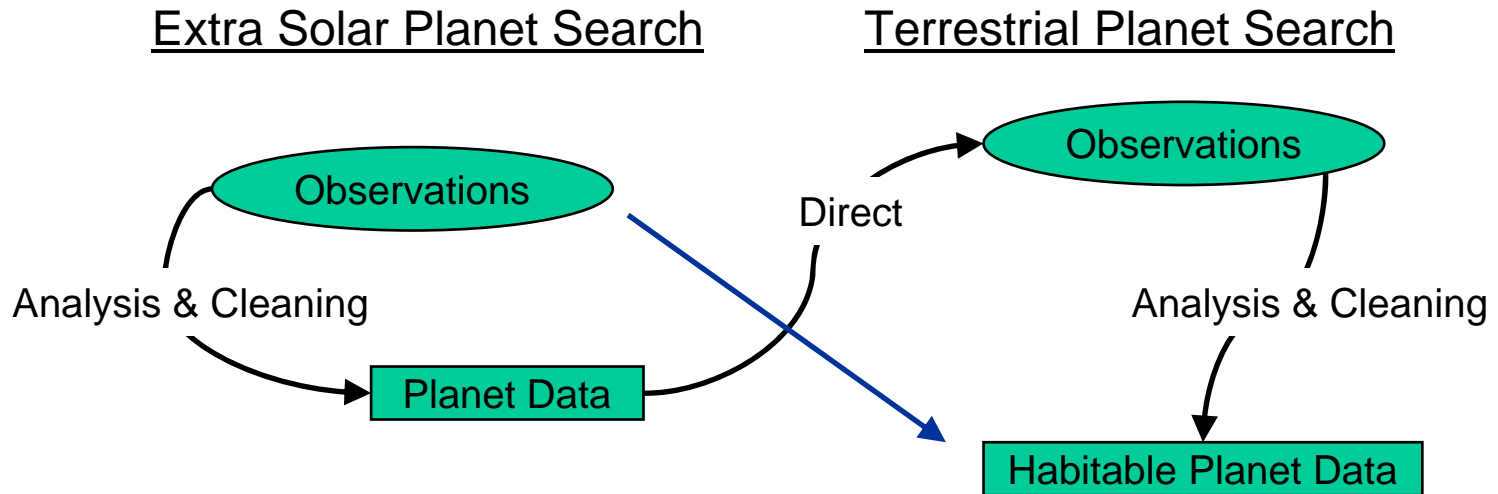 Extra Solar Planet Search
Terrestrial Planet Search
Observations
Observations
Direct
Analysis & Cleaning
Analysis & Cleaning
Planet Data
Habitable Planet Data